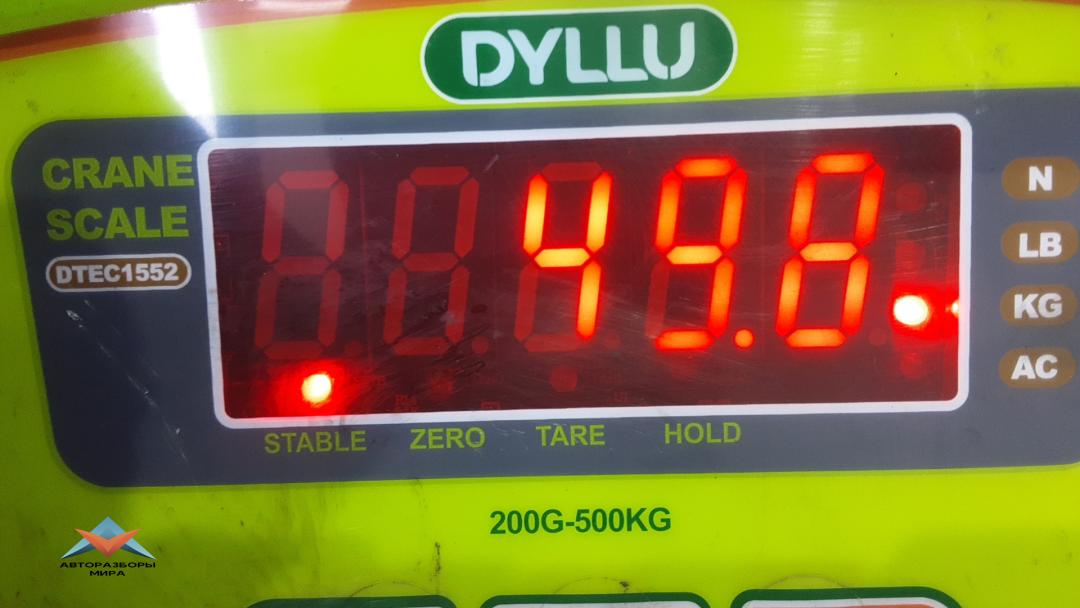 DYLLU
CRANE
SCALE
DTEC1552
49.8
N
LB
KG
AC
STABLE ZERO TARE HOLD
200G-500KG
АВТОРАЗБОРЫ
МИРА